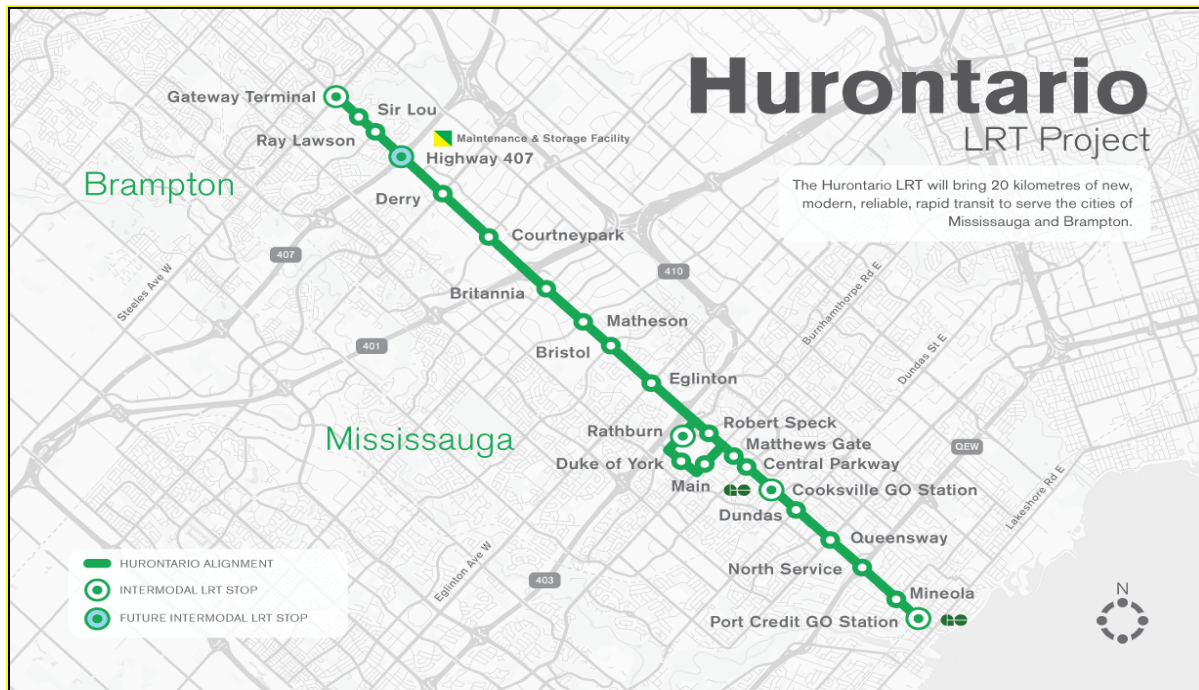 Hurontario
LRT Project
The Hurontario LRT will bring 20 kilometres of new,
modern, reliable, rapid transit to serve the cities of
Mississauga and Brampton.
Gateway Terminal
Sir Lou
Ray Lawson
Maintenance & Storage Facility
Highway 407
Brampton
Derry
Courtneypark
407
410
Steeles Ave W
Britannia
Burnhamthorpe Rd E
Matheson
401
Bristol
Dundas St E
Eglinton
Mississauga
Rathburn
Robert Speck
Matthews Gate
QEW
Duke of York
Central Parkway
Main
GO
Cooksville GO Station
Lakeshore Rd E
Dundas
Queensway
Eglinton Ave W
403
North Service
Mineola
Port Credit GO Station
GO
HURONTARIO ALIGNMENT
INTERMODAL LRT STOP
FUTURE INTERMODAL LRT STOP
N